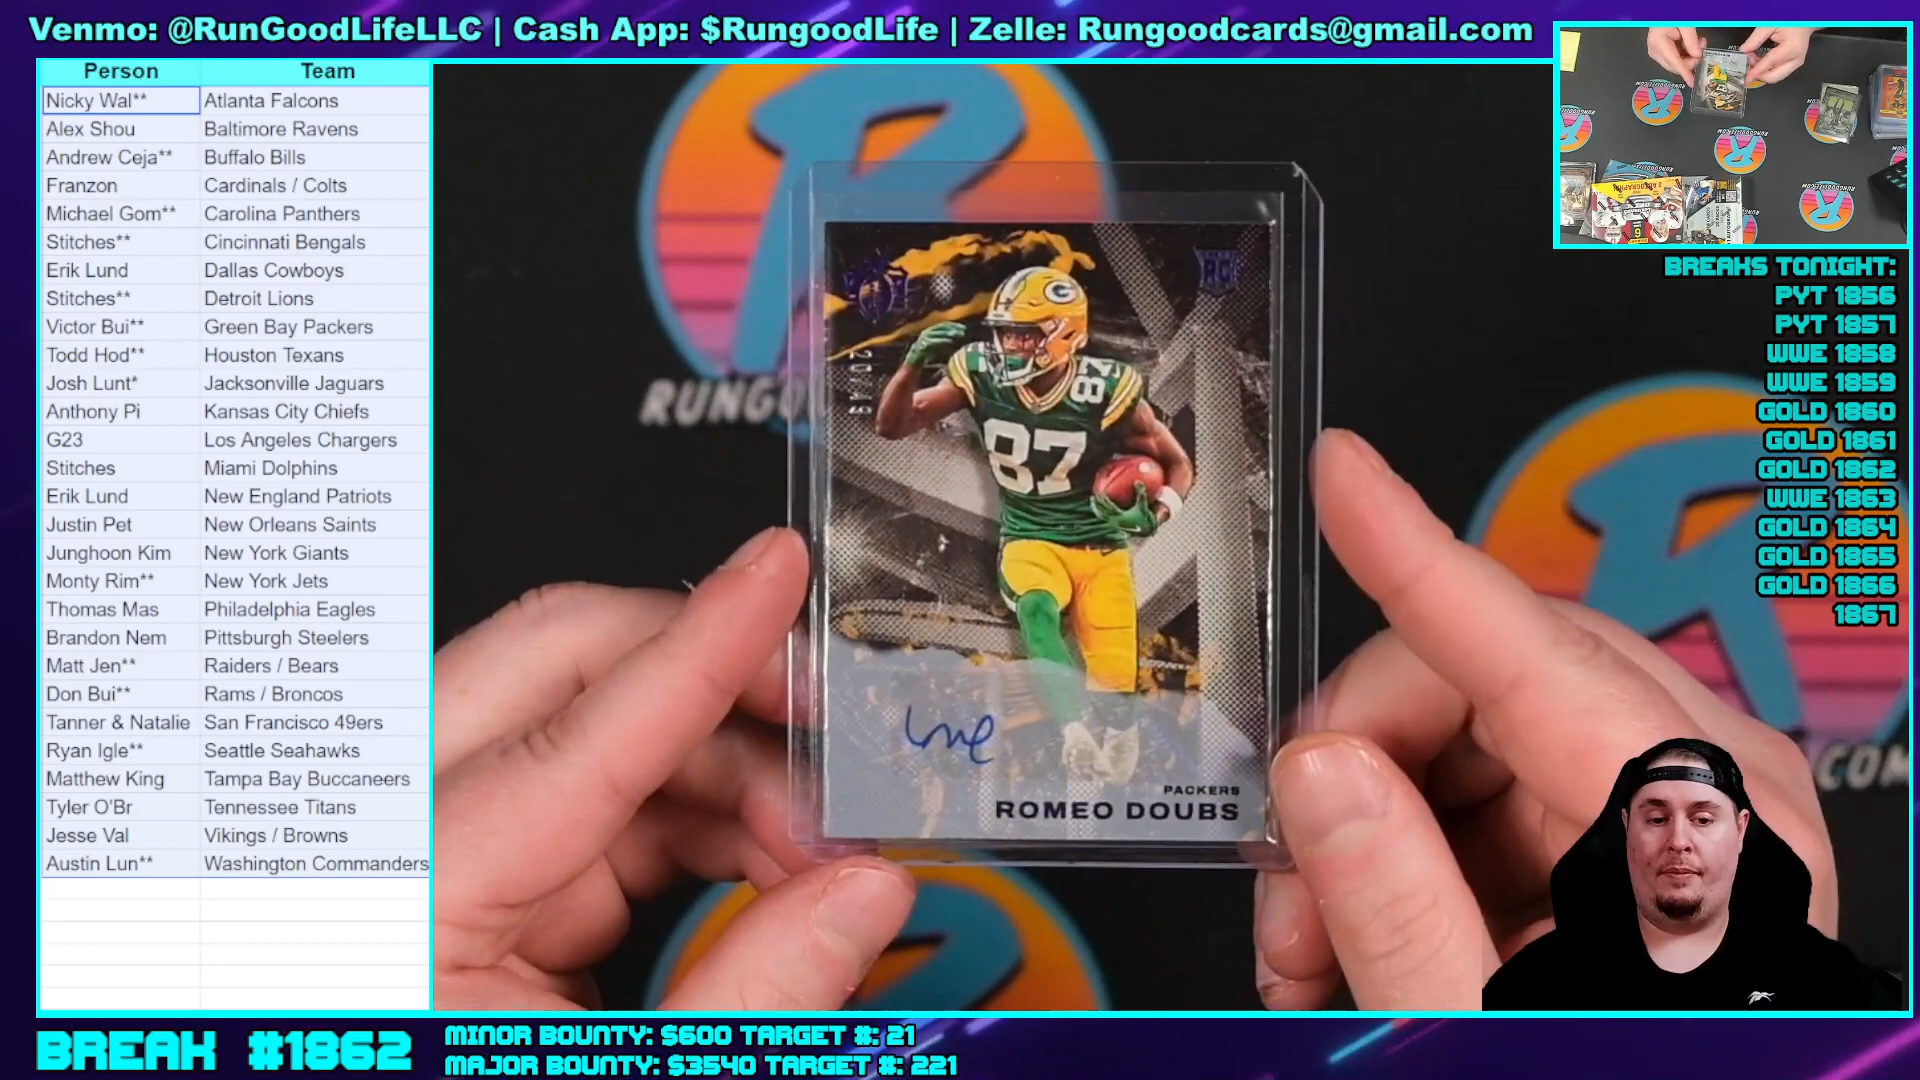 Venmo: @RunGoodLifeLLC | Cash App: $RungoodLife | Zelle: Rungoodcards@gmail.com
Person Team
Nicky Wal** Atlanta Falcons
Alex Shou Baltimore Ravens
Andrew Ceja** Buffalo Bills
Franzon Cardinals / Colts
Michael Gom** Carolina Panthers
Stitches** Cincinnati Bengals
Erik Lund Dallas Cowboys
Stitches** Detroit Lions
Victor Bui** Green Bay Packers
Todd Hod** Houston Texans
Josh Lunt* Jacksonville Jaguars
Anthony Pi Kansas City Chiefs
G23 Los Angeles Chargers
Stitches Miami Dolphins
Erik Lund New England Patriots
Justin Pet New Orleans Saints
Junghoon Kim New York Giants
Monty Rim** New York Jets
Thomas Mas Philadelphia Eagles
Brandon Nem Pittsburgh Steelers
Matt Jen** Raiders / Bears
Don Bui** Rams / Broncos
Tanner & Natalie San Francisco 49ers
Ryan Igle** Seattle Seahawks
Matthew King Tampa Bay Buccaneers
Tyler O'Br Tennessee Titans
Jesse Val Vikings / Browns
Austin Lun** Washington Commanders
RUNGO
RC
G
87
87
PACKERS
ROMEO DOUBS
.COM
BREAKS TONIGHT:
PYT 1856
PYT 1857
WWE 1858
WWE 1859
GOLD 1860
GOLD 1861
GOLD 1862
WWE 1863
GOLD 1864
GOLD 1865
GOLD 1866
1867
BREAK #1862
MINOR BOUNTY: $600 TARGET #: 21
MAJOR BOUNTY: $3540 TARGET #: 221